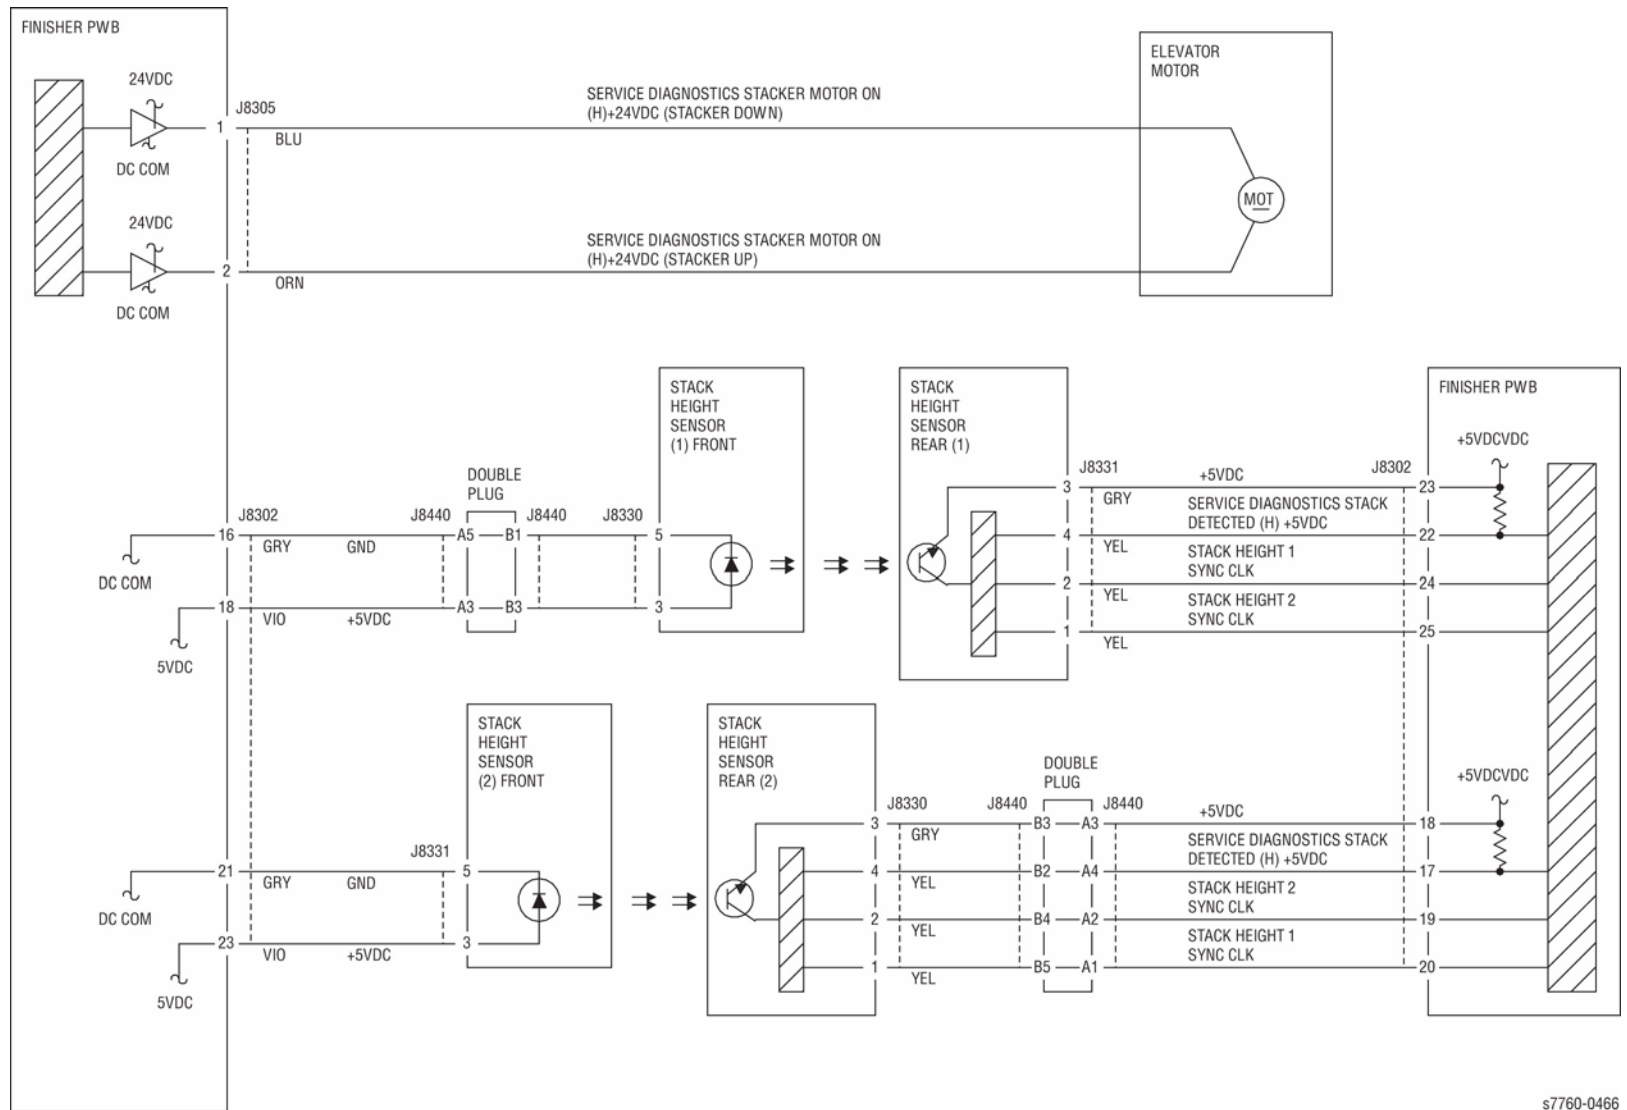 FINISHER PWB
24VDC
J8305
1
BLU
DC COM
24VDC
2
ORN
DC COM
SERVICE DIAGNOSTICS STACKER MOTOR ON
(H)+24VDC (STACKER DOWN)
SERVICE DIAGNOSTICS STACKER MOTOR ON
(H)+24VDC (STACKER UP)
ELEVATOR
MOTOR
MOT
16
J8302
GRY
GND
DC COM
18
VIO
+5VDC
5VDC
J8440
DOUBLE
PLUG
J8440
A5
B1
A3
B3
J8330
5
3
STACK
HEIGHT
SENSOR
(1) FRONT
STACK
HEIGHT
SENSOR
REAR (1)
J8331
3
GRY
4
YEL
2
YEL
1
YEL
+5VDC
SERVICE DIAGNOSTICS STACK
DETECTED (H) +5VDC
STACK HEIGHT 1
SYNC CLK
STACK HEIGHT 2
SYNC CLK
J8302
23
22
24
25
FINISHER PWB
+5VDCVDC
21
GRY
GND
DC COM
23
VIO
+5VDC
5VDC
J8331
5
3
STACK
HEIGHT
SENSOR
(2) FRONT
STACK
HEIGHT
SENSOR
REAR (2)
J8330
3
GRY
4
YEL
2
YEL
1
YEL
J8440
DOUBLE
PLUG
J8440
B3
A3
B2
A4
B4
A2
B5
A1
+5VDC
SERVICE DIAGNOSTICS STACK
DETECTED (H) +5VDC
STACK HEIGHT 2
SYNC CLK
STACK HEIGHT 1
SYNC CLK
18
17
19
20
+5VDCVDC
s7760-0466